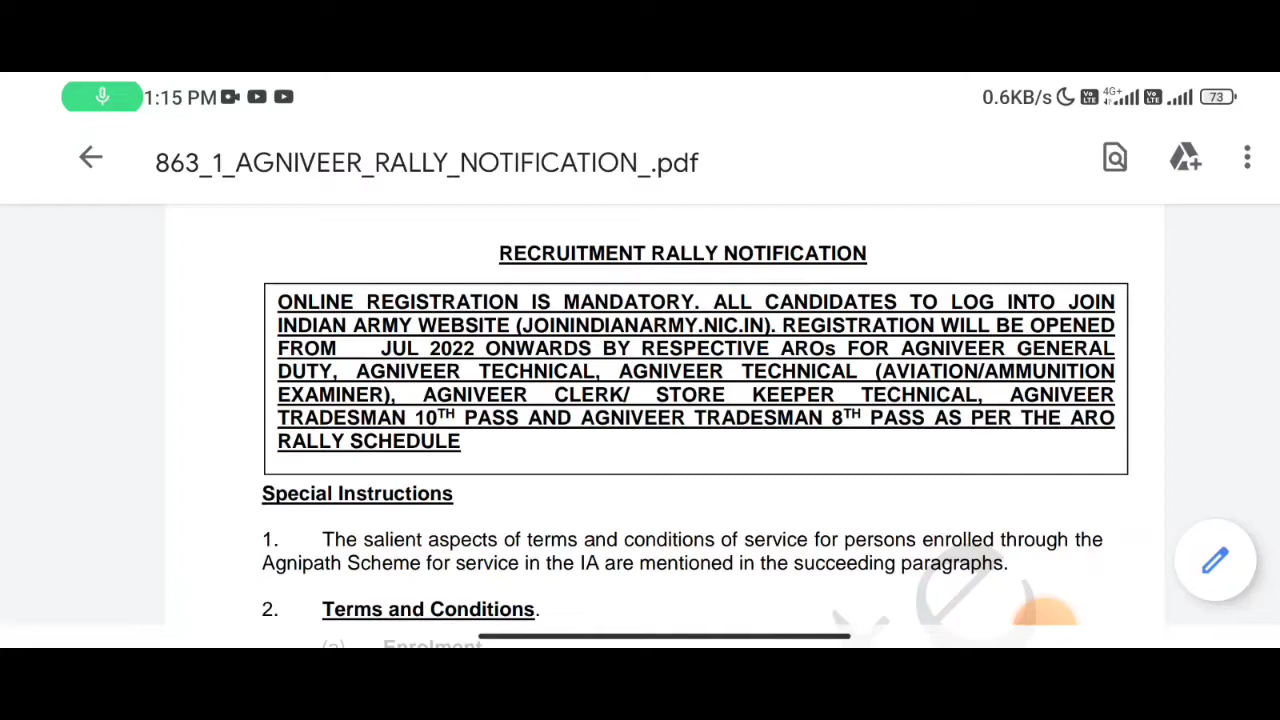 1:15 PM
0.6KB/s
4G+
73
863_1_AGNIVEER_RALLY_NOTIFICATION_.pdf
RECRUITMENT RALLY NOTIFICATION
ONLINE REGISTRATION IS MANDATORY. ALL CANDIDATES TO LOG INTO JOIN
INDIAN ARMY WEBSITE (JOININDIANARMY.NIC.IN). REGISTRATION WILL BE OPENED
FROM JUL 2022 ONWARDS BY RESPECTIVE AROs FOR AGNIVEER GENERAL
DUTY, AGNIVEER TECHNICAL, AGNIVEER TECHNICAL (AVIATION/AMMUNITION
EXAMINER), AGNIVEER CLERK/ STORE KEEPER TECHNICAL, AGNIVEER
TRADESMAN 10TH PASS AND AGNIVEER TRADESMAN 8TH PASS AS PER THE ARO
RALLY SCHEDULE
Special Instructions
1. The salient aspects of terms and conditions of service for persons enrolled through the
Agnipath Scheme for service in the IA are mentioned in the succeeding paragraphs.
2. Terms and Conditions.
(a) Enrolment